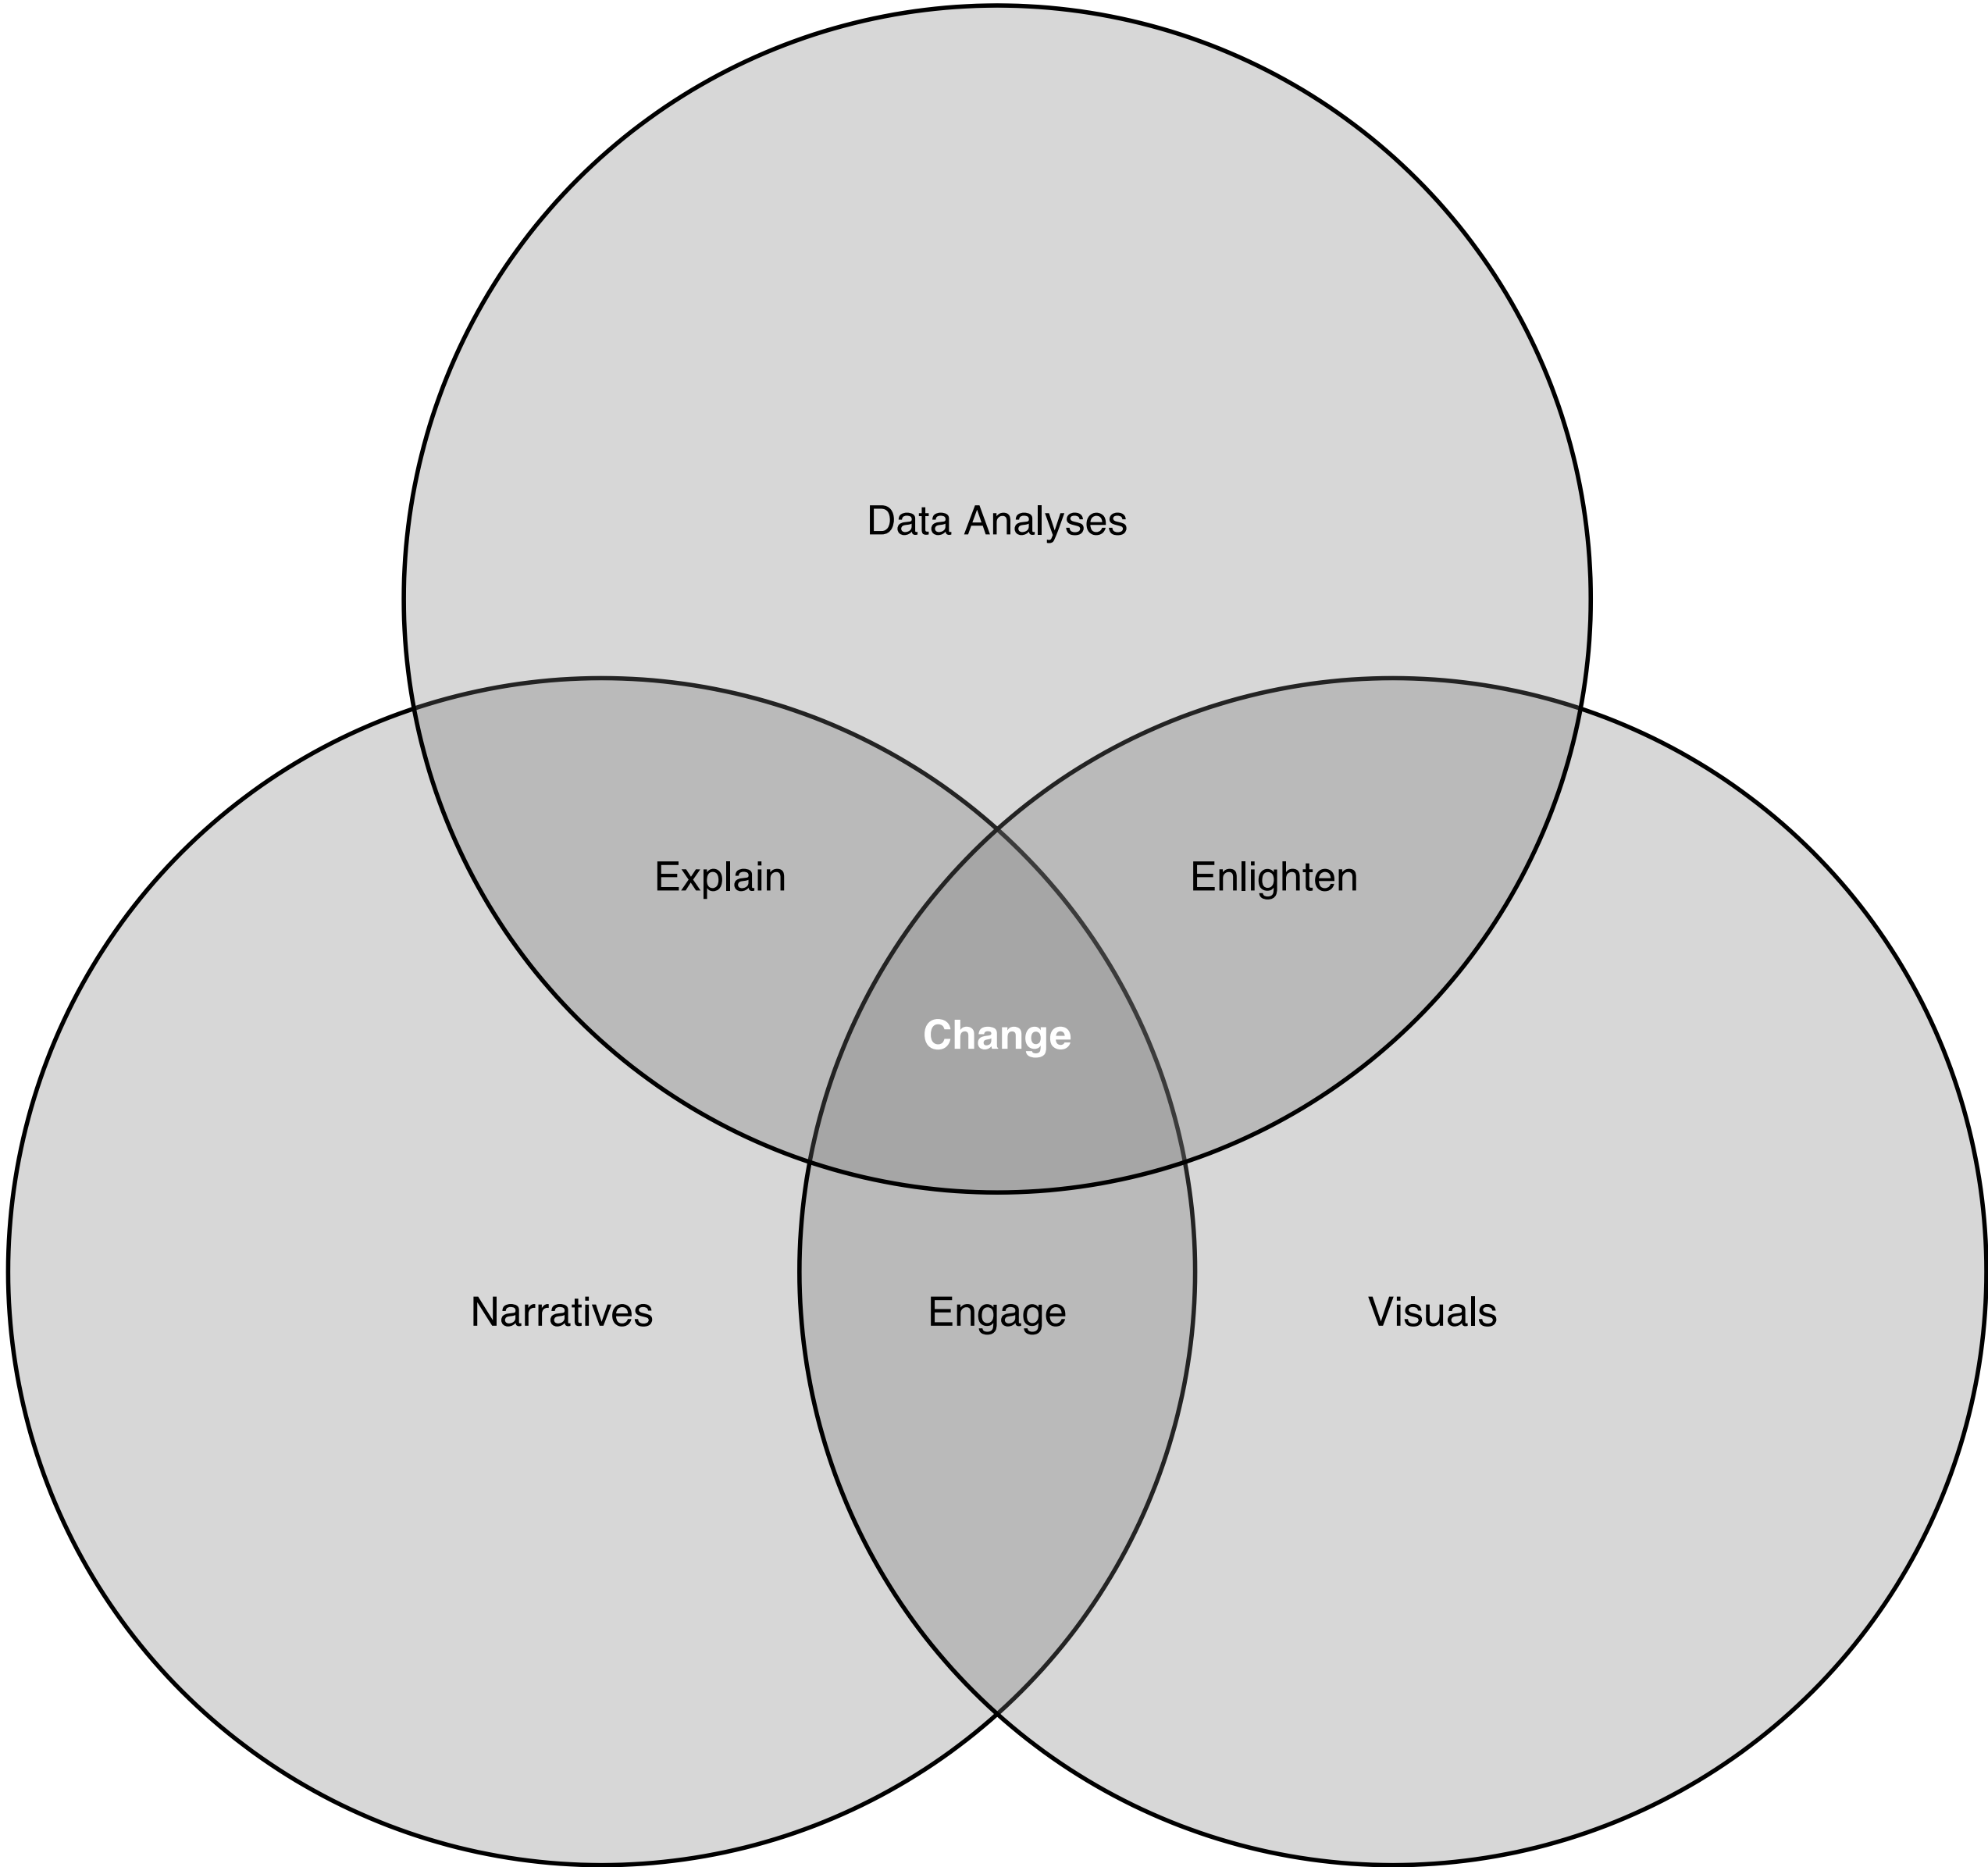 Data Analyses
Explain
Enlighten
Change
Narratives
Engage
Visuals